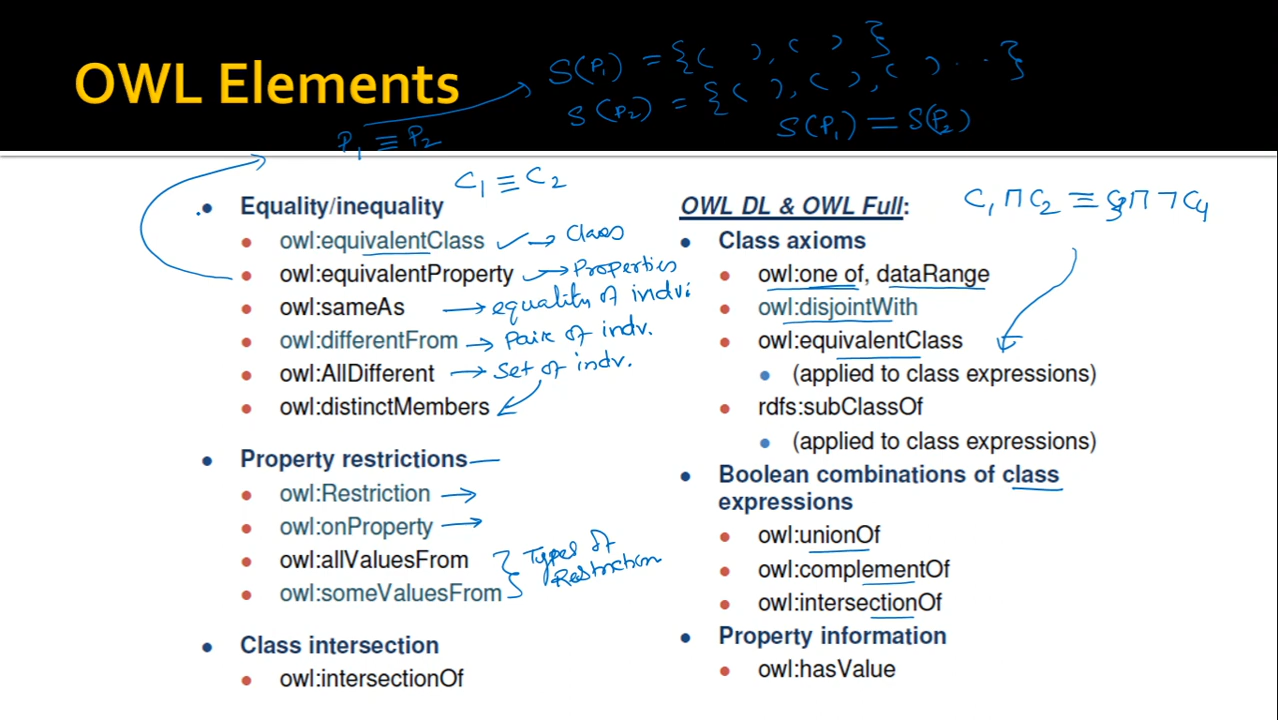 OWL Elements
S(P1) = {( ), ( ) }
S(P2) = {( ), ( ), ( ) ... }
S(P1) = S(P2)
P1 ≡ P2
C1 ≡ C2
• Equality/inequality
• owl:equivalentClass → Class
• owl:equivalentProperty → Properties
• owl:sameAs → equality of indvi
• owl:differentFrom → Pair of indv.
• owl:AllDifferent → Set of indv.
• owl:distinctMembers
• Property restrictions
• owl:Restriction →
• owl:onProperty →
• owl:allValuesFrom
• owl:someValuesFrom
Types of
Restriction
• Class intersection
• owl:intersectionOf
OWL DL & OWL Full:
C1 ⊓ C2 ≡ C3 ⊓ ¬ C4
• Class axioms
• owl:one of, dataRange
• owl:disjointWith
• owl:equivalentClass
• (applied to class expressions)
• rdfs:subClassOf
• (applied to class expressions)
• Boolean combinations of class
expressions
• owl:unionOf
• owl:complementOf
• owl:intersectionOf
• Property information
• owl:hasValue